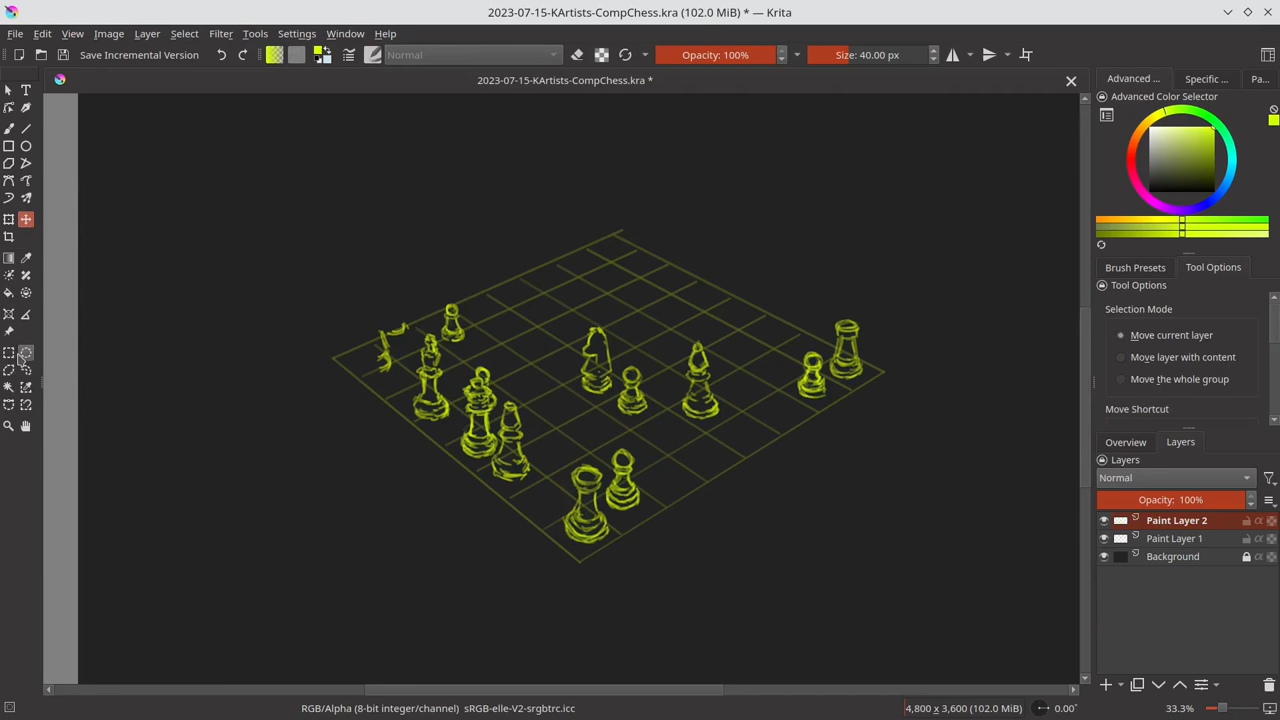 2023-07-15-KArtists-CompChess.kra (102.0 MiB) * — Krita
File Edit View Image Layer Select Filter Tools Settings Window Help
Save Incremental Version
Normal
Opacity: 100%
Size: 40.00 px
2023-07-15-KArtists-CompChess.kra *
Advanced ...
Specific ...
Pa...
Advanced Color Selector
Brush Presets
Tool Options
Tool Options
Selection Mode
Move current layer
Move layer with content
Move the whole group
Move Shortcut
Overview
Layers
Layers
Normal
Opacity: 100%
Paint Layer 2
Paint Layer 1
Background
RGB/Alpha (8-bit integer/channel) sRGB-elle-V2-srgbtrc.icc
4,800 x 3,600 (102.0 MiB)
0.00°
33.3%